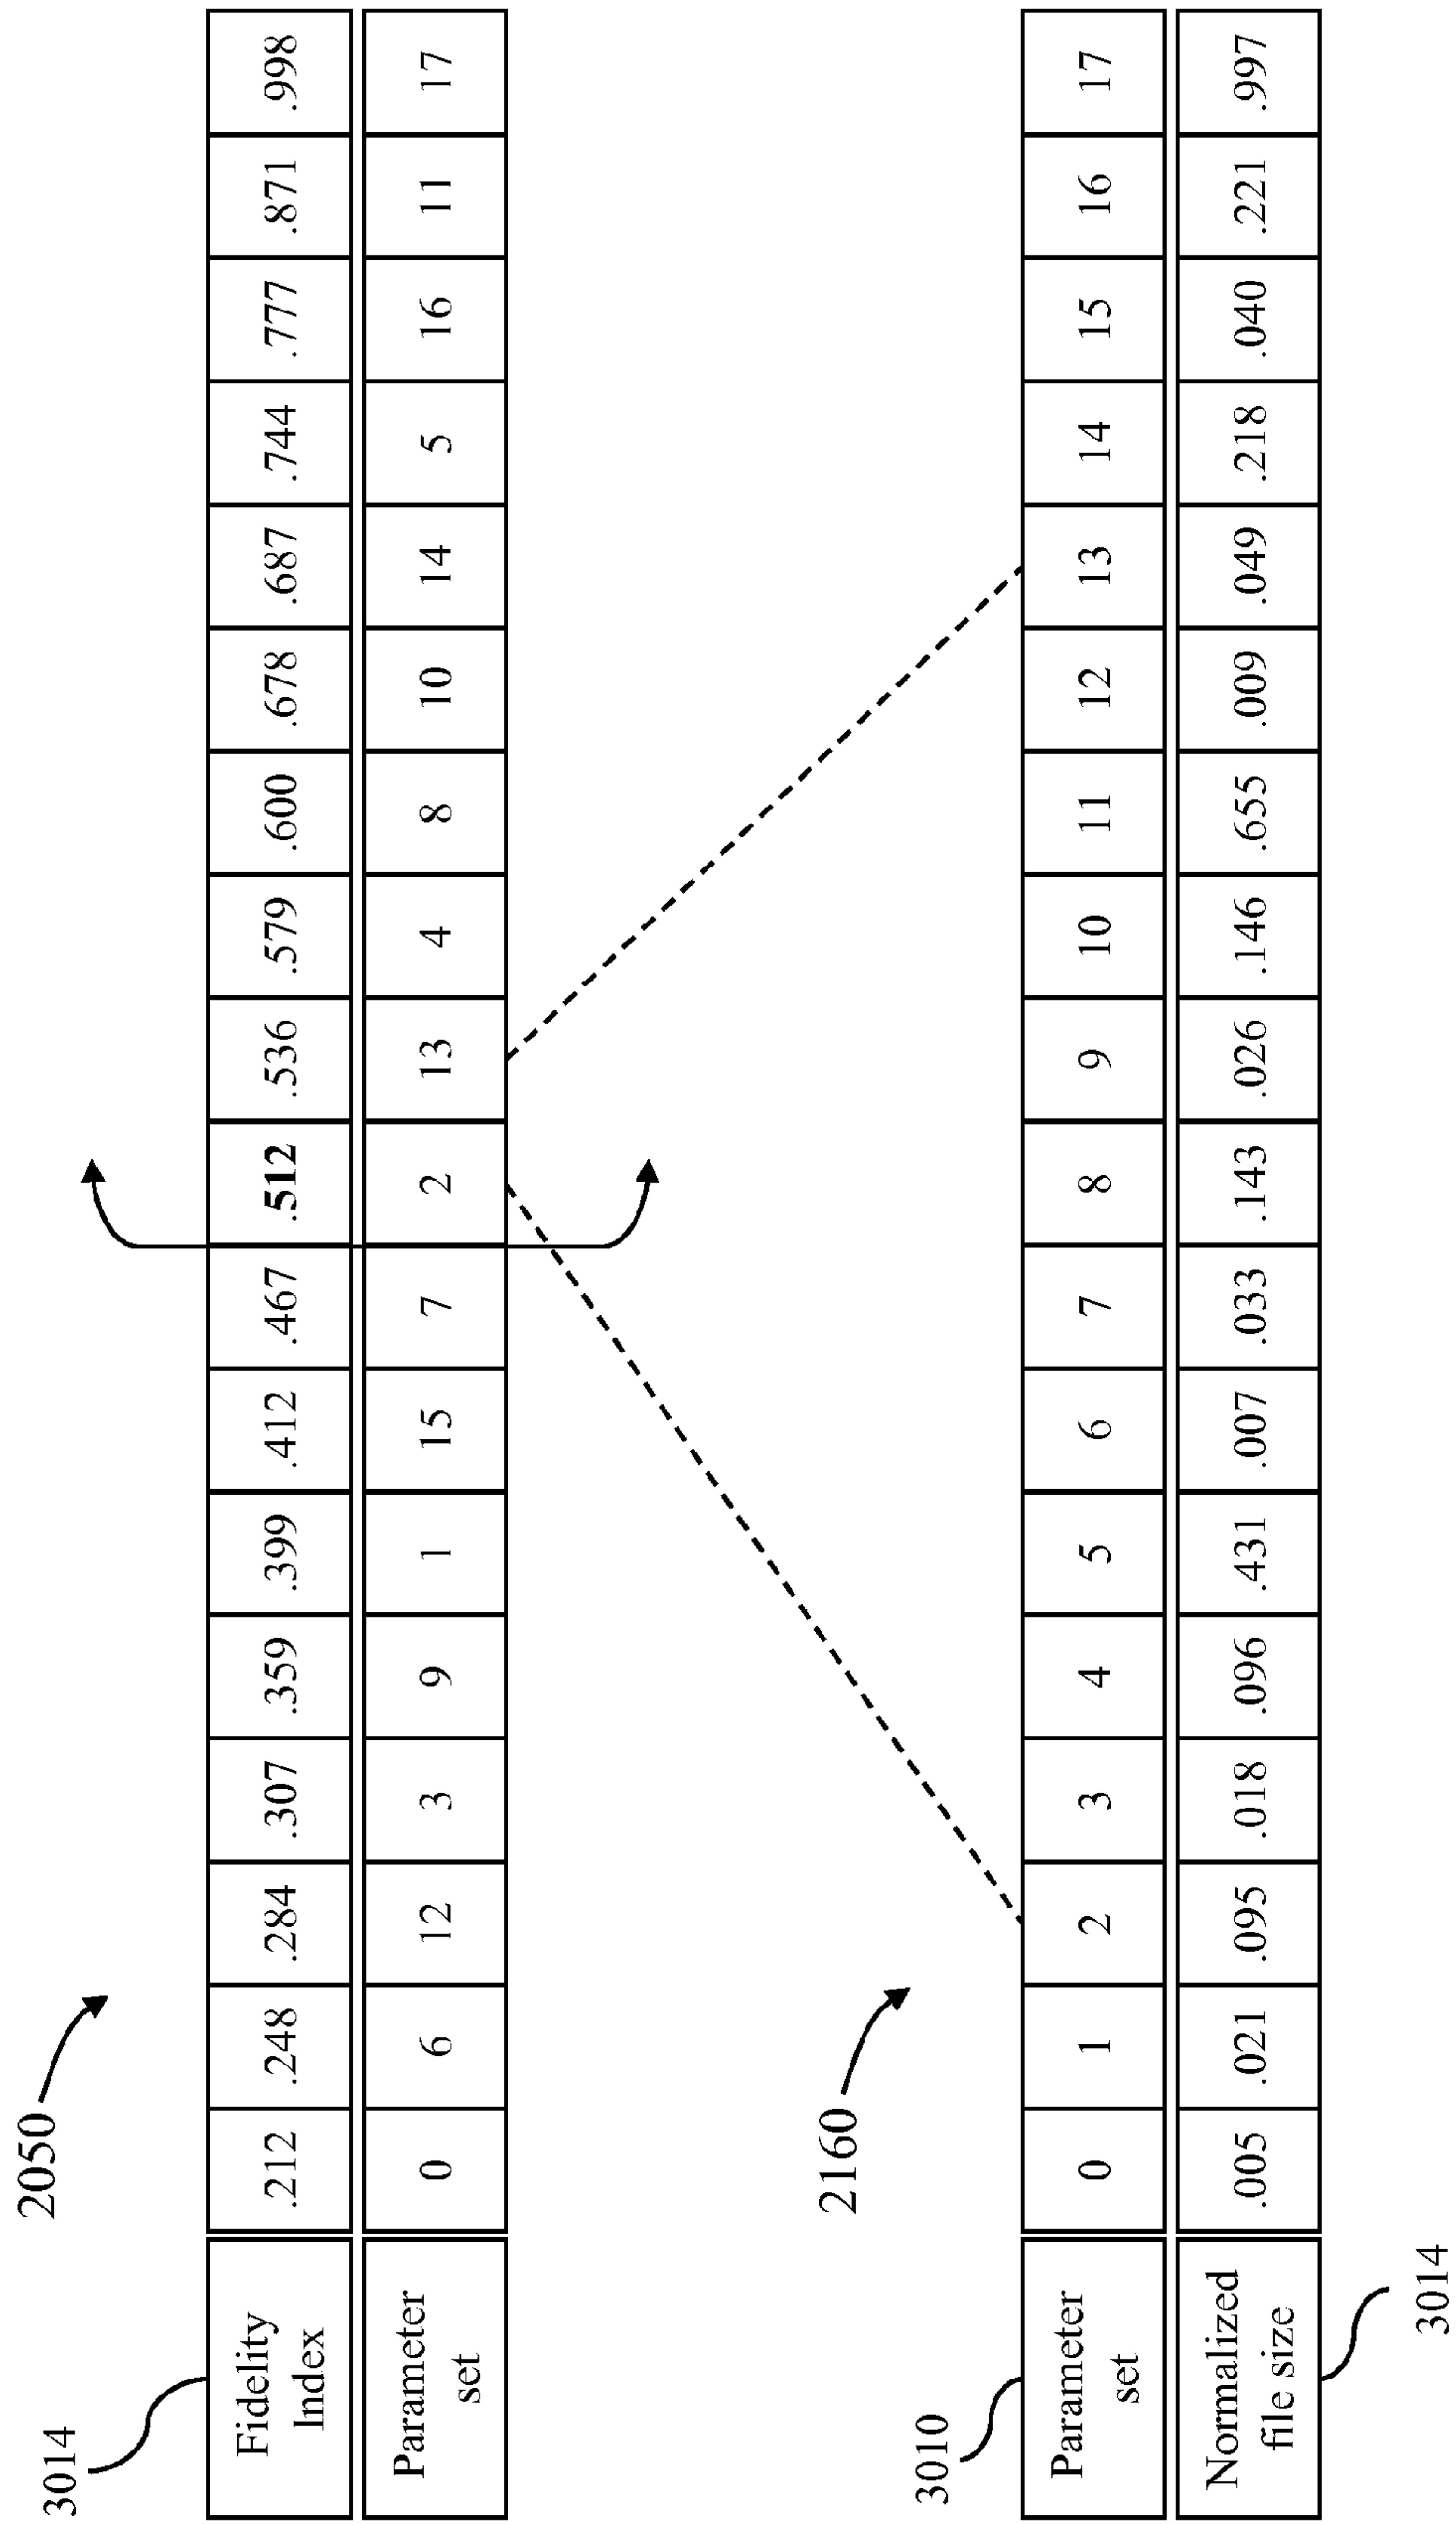 2050
3014
Fidelity Index .212 .248 .284 .307 .359 .399 .412 .467 .512 .536 .579 .600 .678 .687 .744 .777 .871 .998
Parameter set 0 6 12 3 9 1 15 7 2 13 4 8 10 14 5 16 11 17
2160
3010
Parameter set 0 1 2 3 4 5 6 7 8 9 10 11 12 13 14 15 16 17
Normalized file size .005 .021 .095 .018 .096 .431 .007 .033 .143 .026 .146 .655 .009 .049 .218 .040 .221 .997
3014